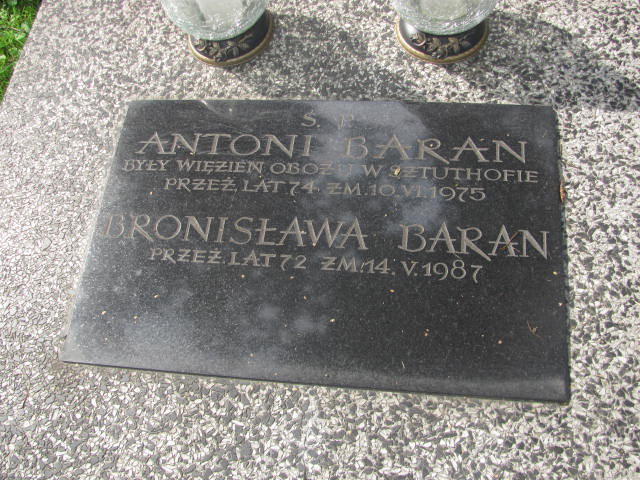 Ś. P.
ANTONI BARAN
BYŁY WIĘZIEŃ OBOZU W SZTUTHOFIE
PRZEŻ. LAT 74. ZM. 10. VI. 1975
BRONISŁAWA BARAN
PRZEŻ. LAT 72 ZM. 14. V. 1987